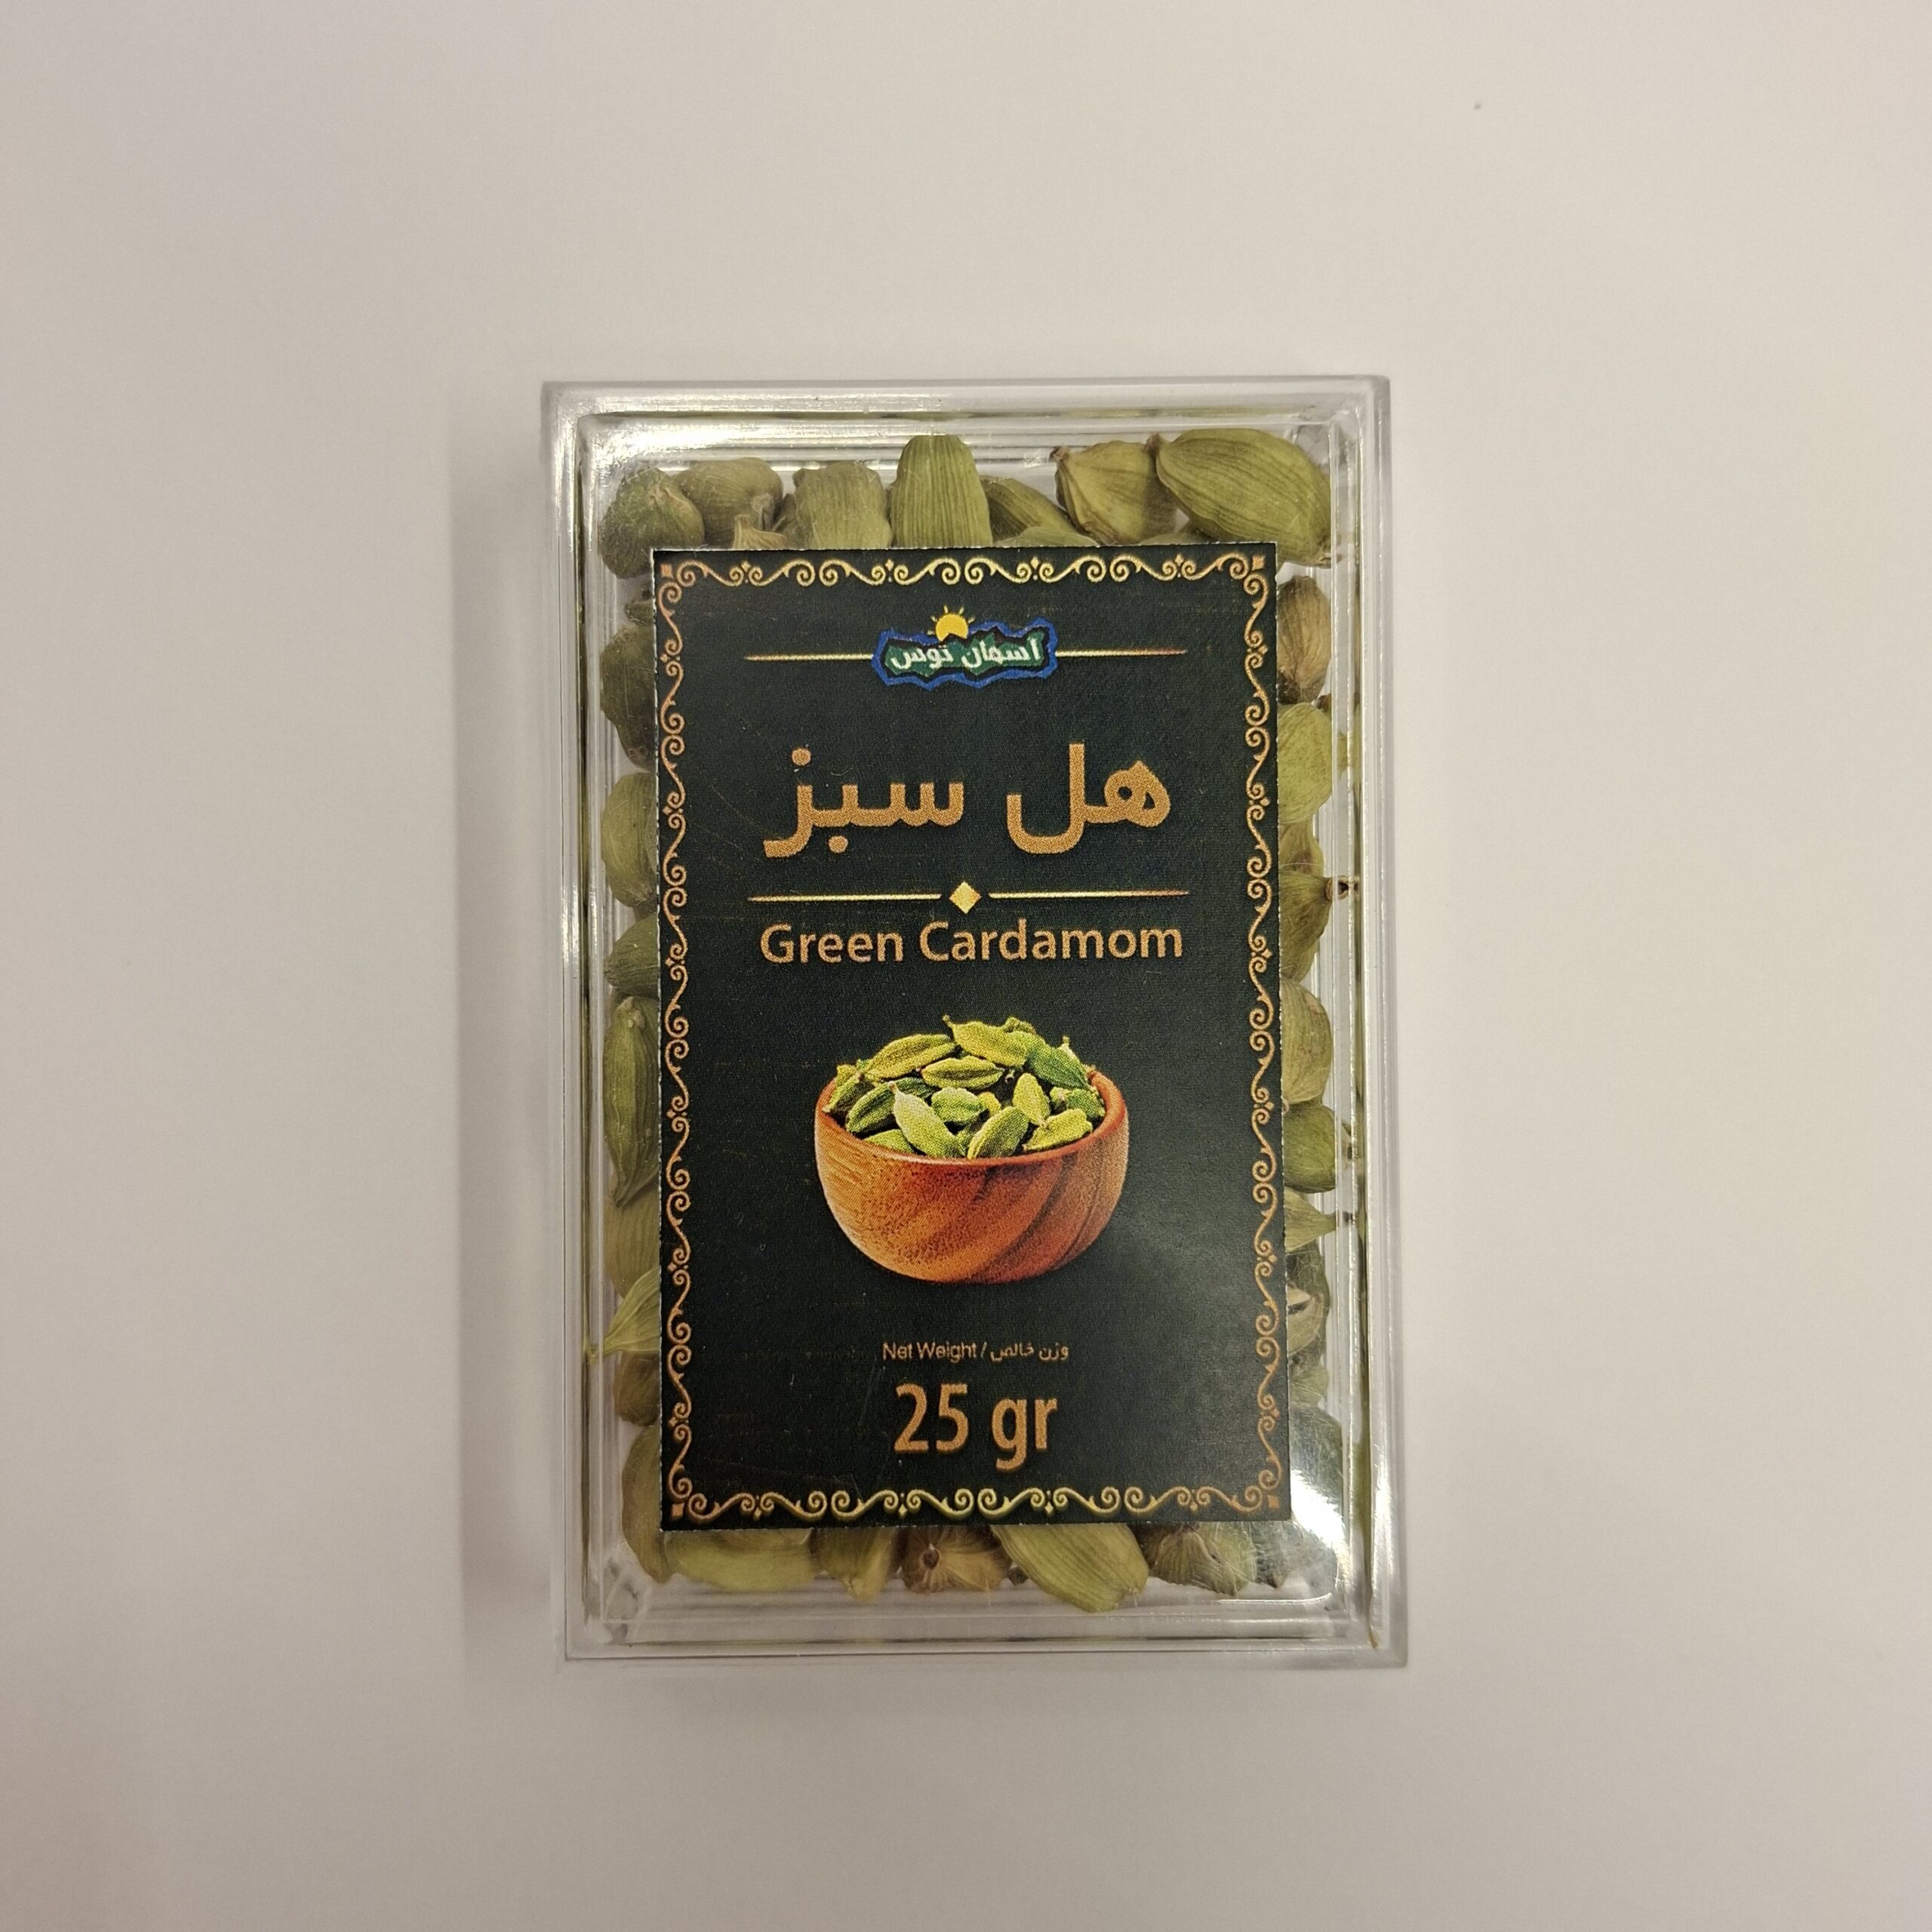 آسمان توس
هل سبز
Green Cardamom
Net Weight / وزن خالص
25 gr